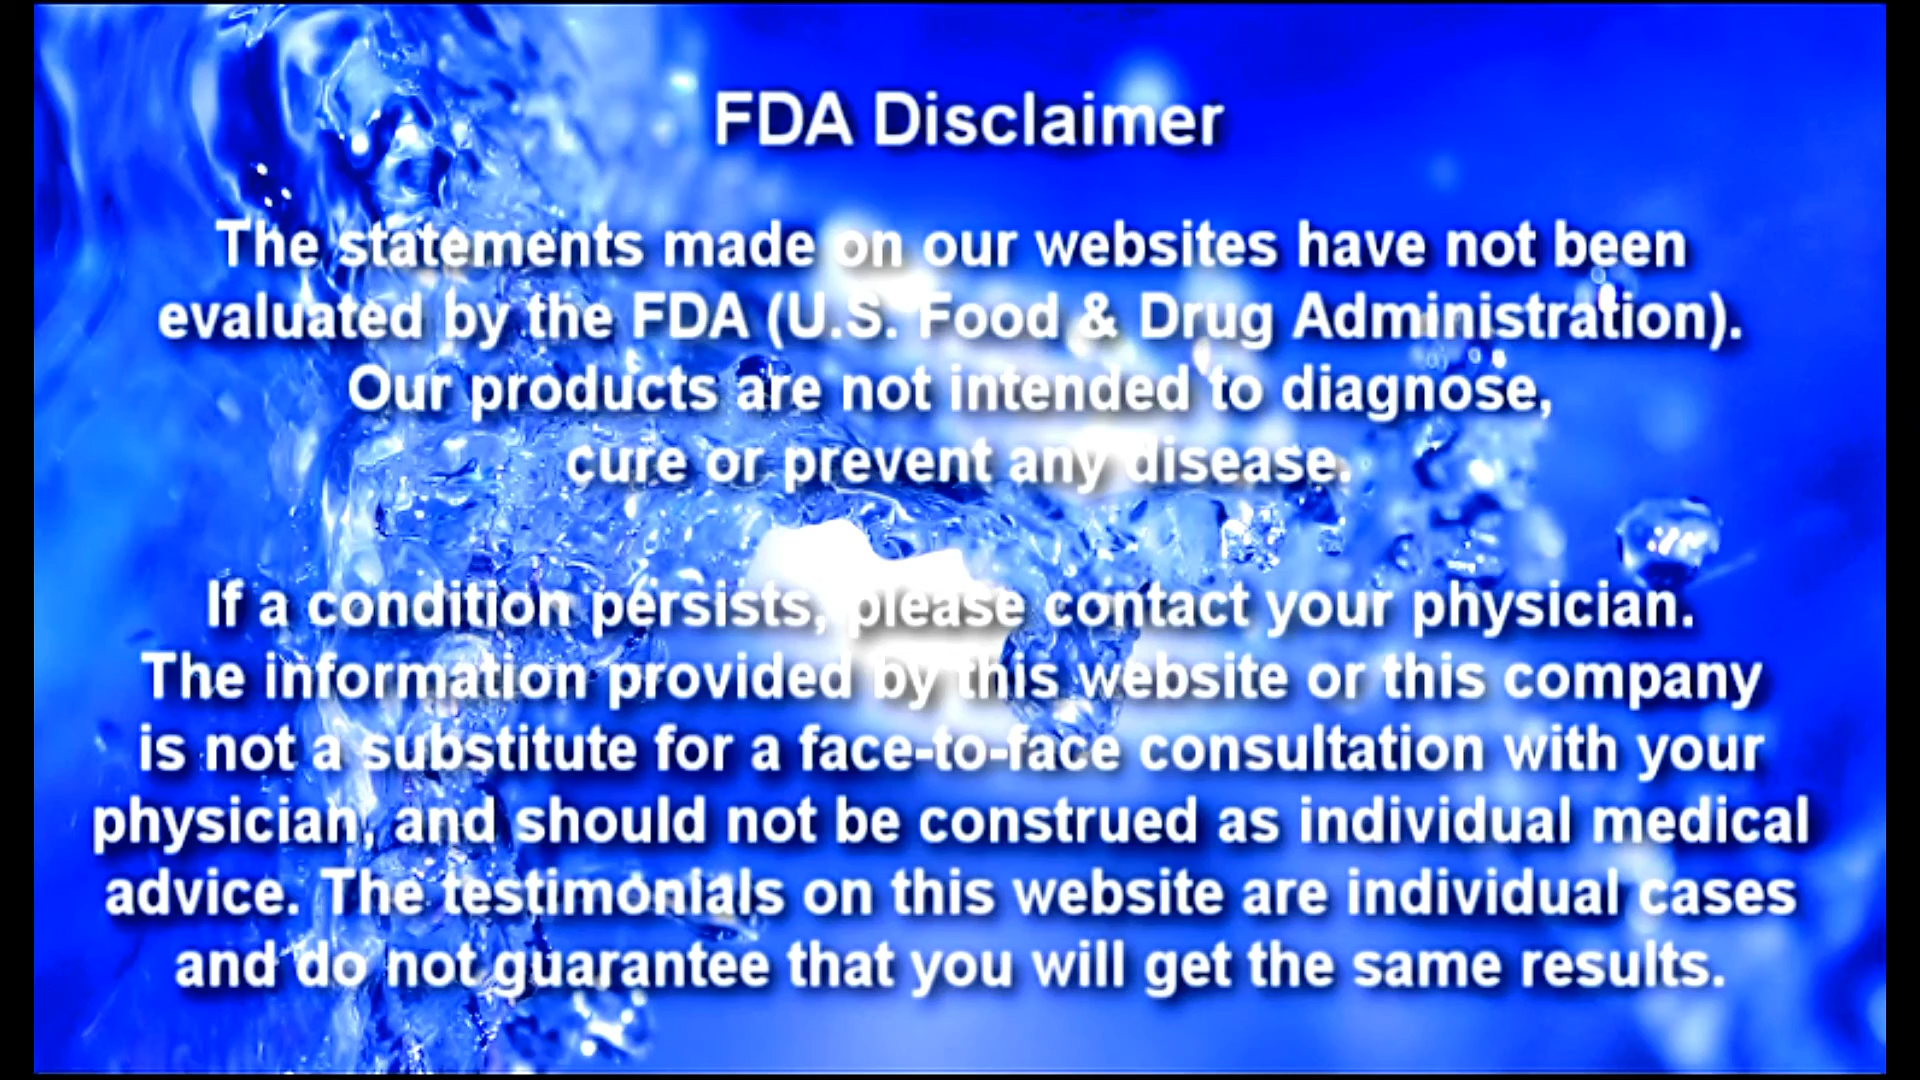 FDA Disclaimer
The statements made on our websites have not been
evaluated by the FDA (U.S. Food & Drug Administration).
Our products are not intended to diagnose,
cure or prevent any disease.
If a condition persists, please contact your physician.
The information provided by this website or this company
is not a substitute for a face-to-face consultation with your
physician, and should not be construed as individual medical
advice. The testimonials on this website are individual cases
and do not guarantee that you will get the same results.